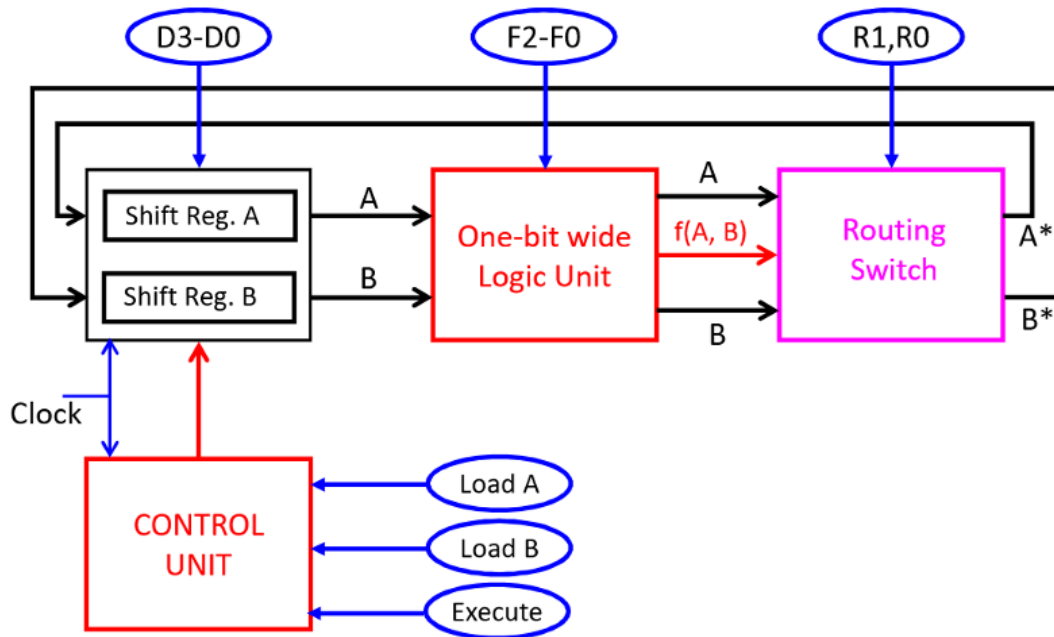 D3-D0
F2-F0
R1,R0
Shift Reg. A
Shift Reg. B
A
B
One-bit wide
Logic Unit
A
f(A, B)
B
Routing
Switch
A*
B*
Clock
CONTROL
UNIT
Load A
Load B
Execute